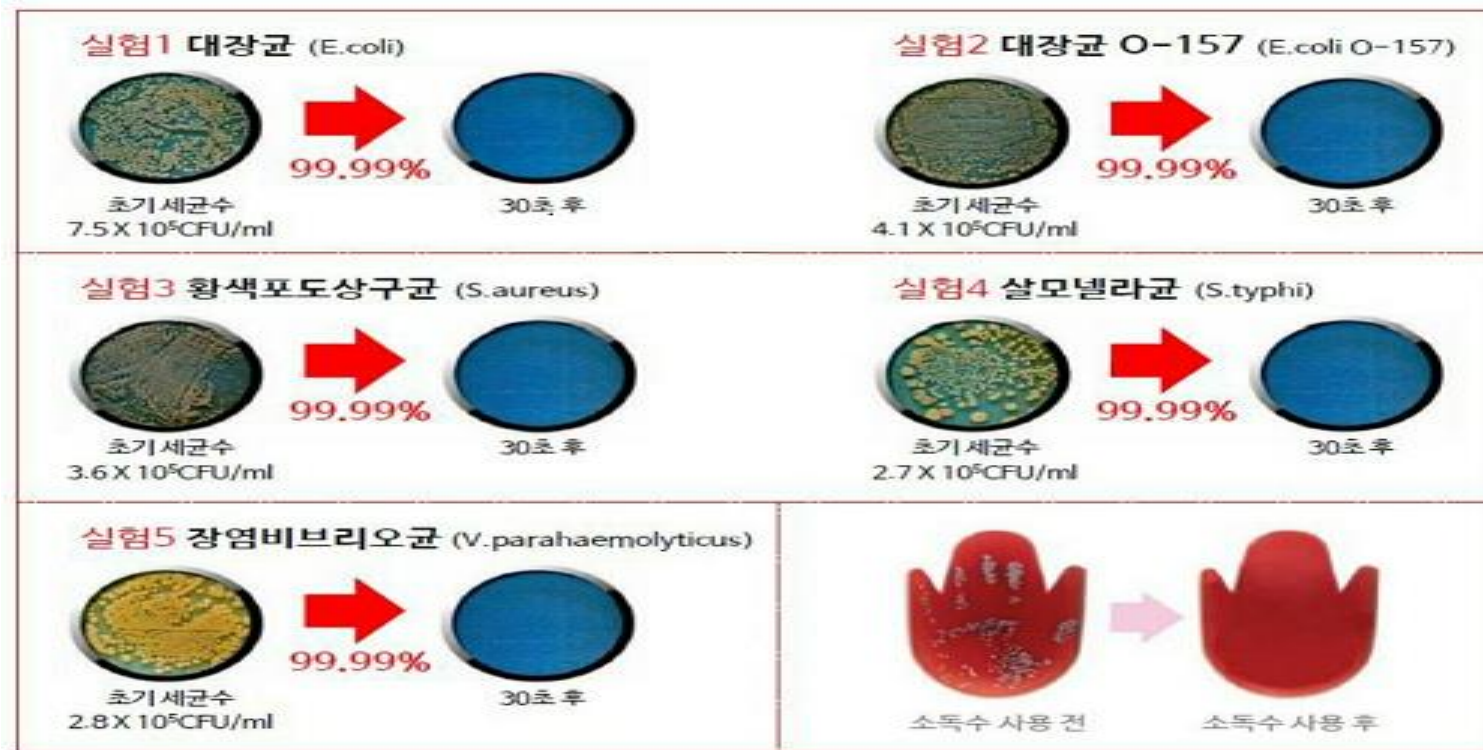 실험1 대장균 (E.coli)
99.99%
초기 세균수
7.5 X 10⁵CFU/ml
30초 후
실험2 대장균 O-157 (E.coli O-157)
99.99%
초기 세균수
4.1 X 10⁵CFU/ml
30초 후
실험3 황색포도상구균 (S.aureus)
99.99%
초기 세균수
3.6 X 10⁵CFU/ml
30초 후
실험4 살모넬라균 (S.typhi)
99.99%
초기 세균수
2.7 X 10⁵CFU/ml
30초 후
실험5 장염비브리오균 (V.parahaemolyticus)
99.99%
초기 세균수
2.8 X 10⁵CFU/ml
30초 후
소독수 사용 전
소독수 사용 후